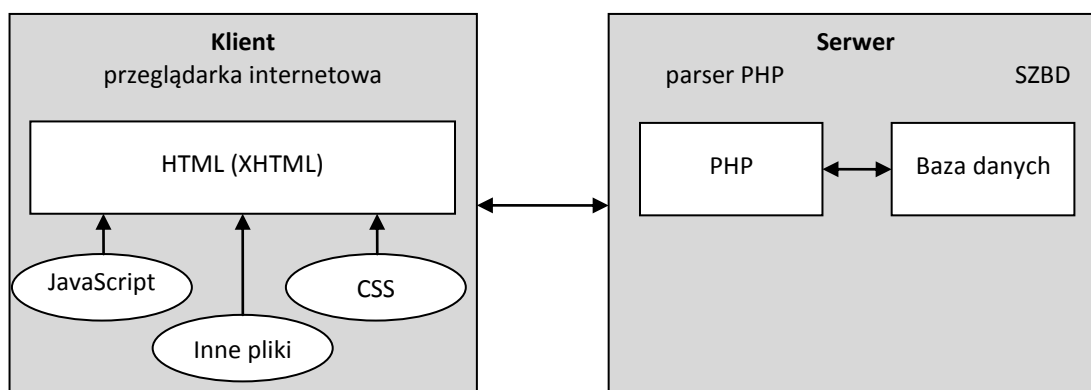 Klient
przeglądarka internetowa
HTML (XHTML)
JavaScript
CSS
Inne pliki
Serwer
parser PHP
SZBD
PHP
Baza danych